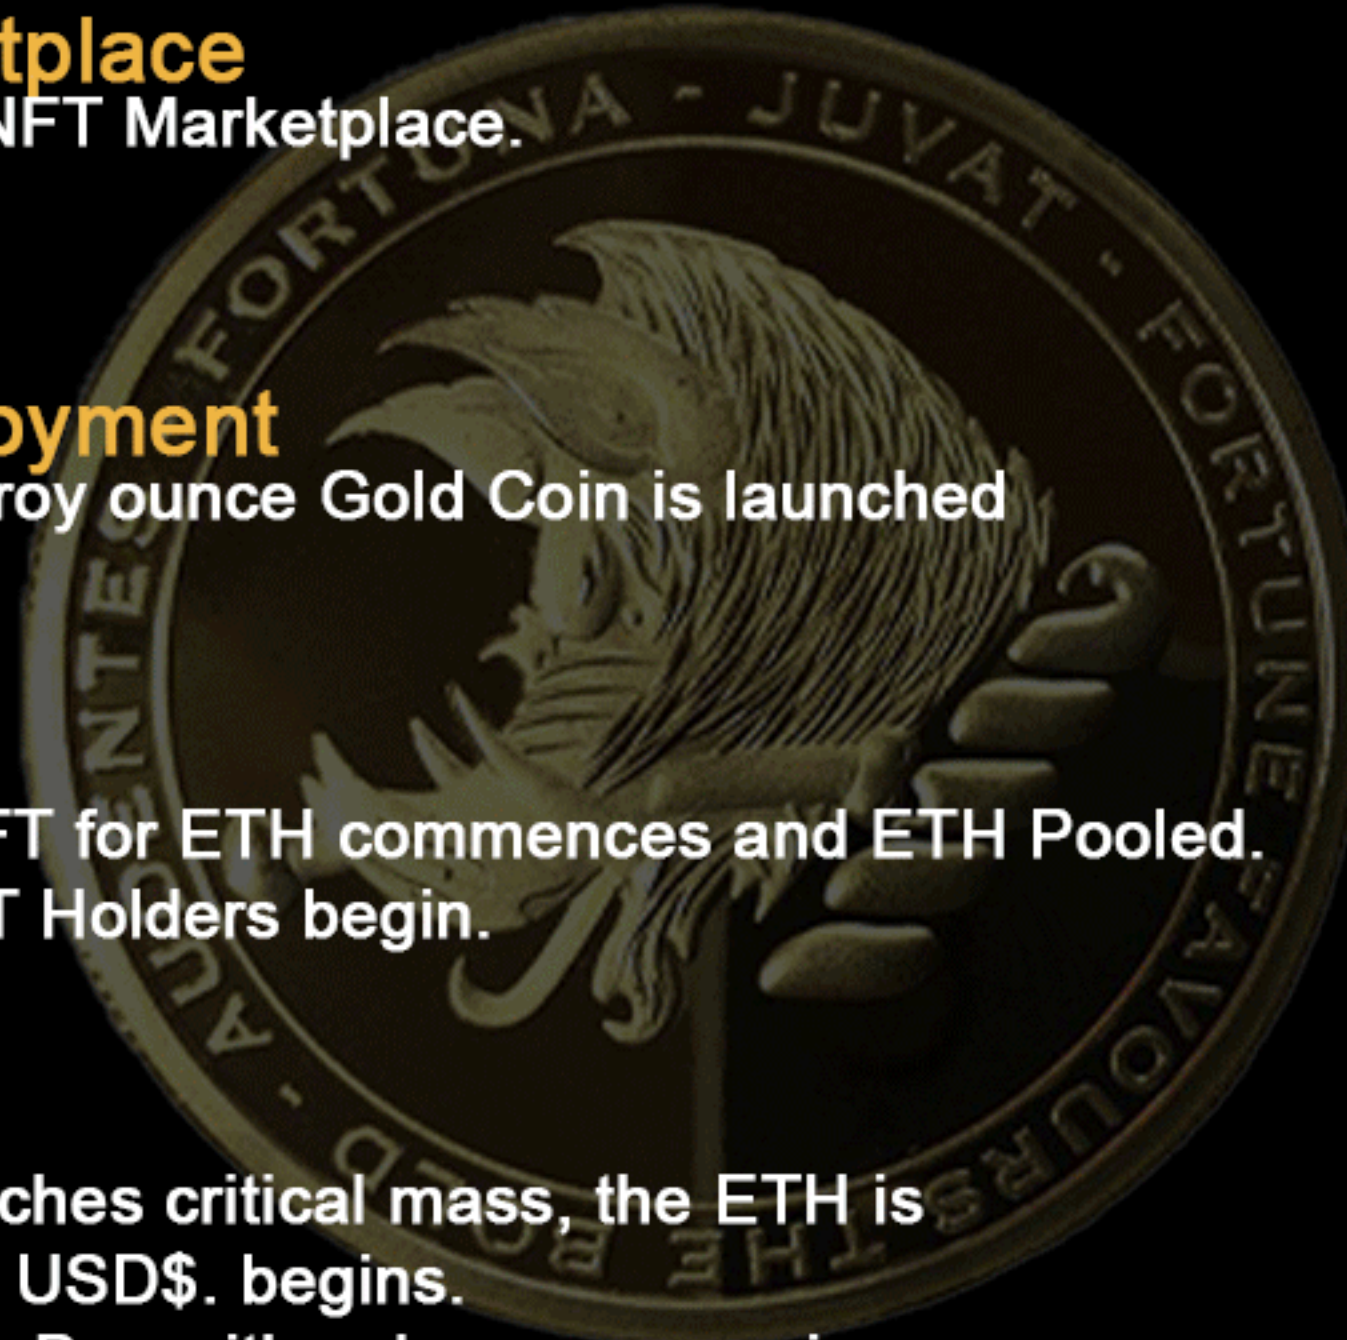 tplace
NFT Marketplace.
oyment
roy ounce Gold Coin is launched
FT for ETH commences and ETH Pooled.
T Holders begin.
ches critical mass, the ETH is
USD$. begins.
AUDENTES FORTUNA - JUVAT - FORTUNE FAVOURS THE BOLD -